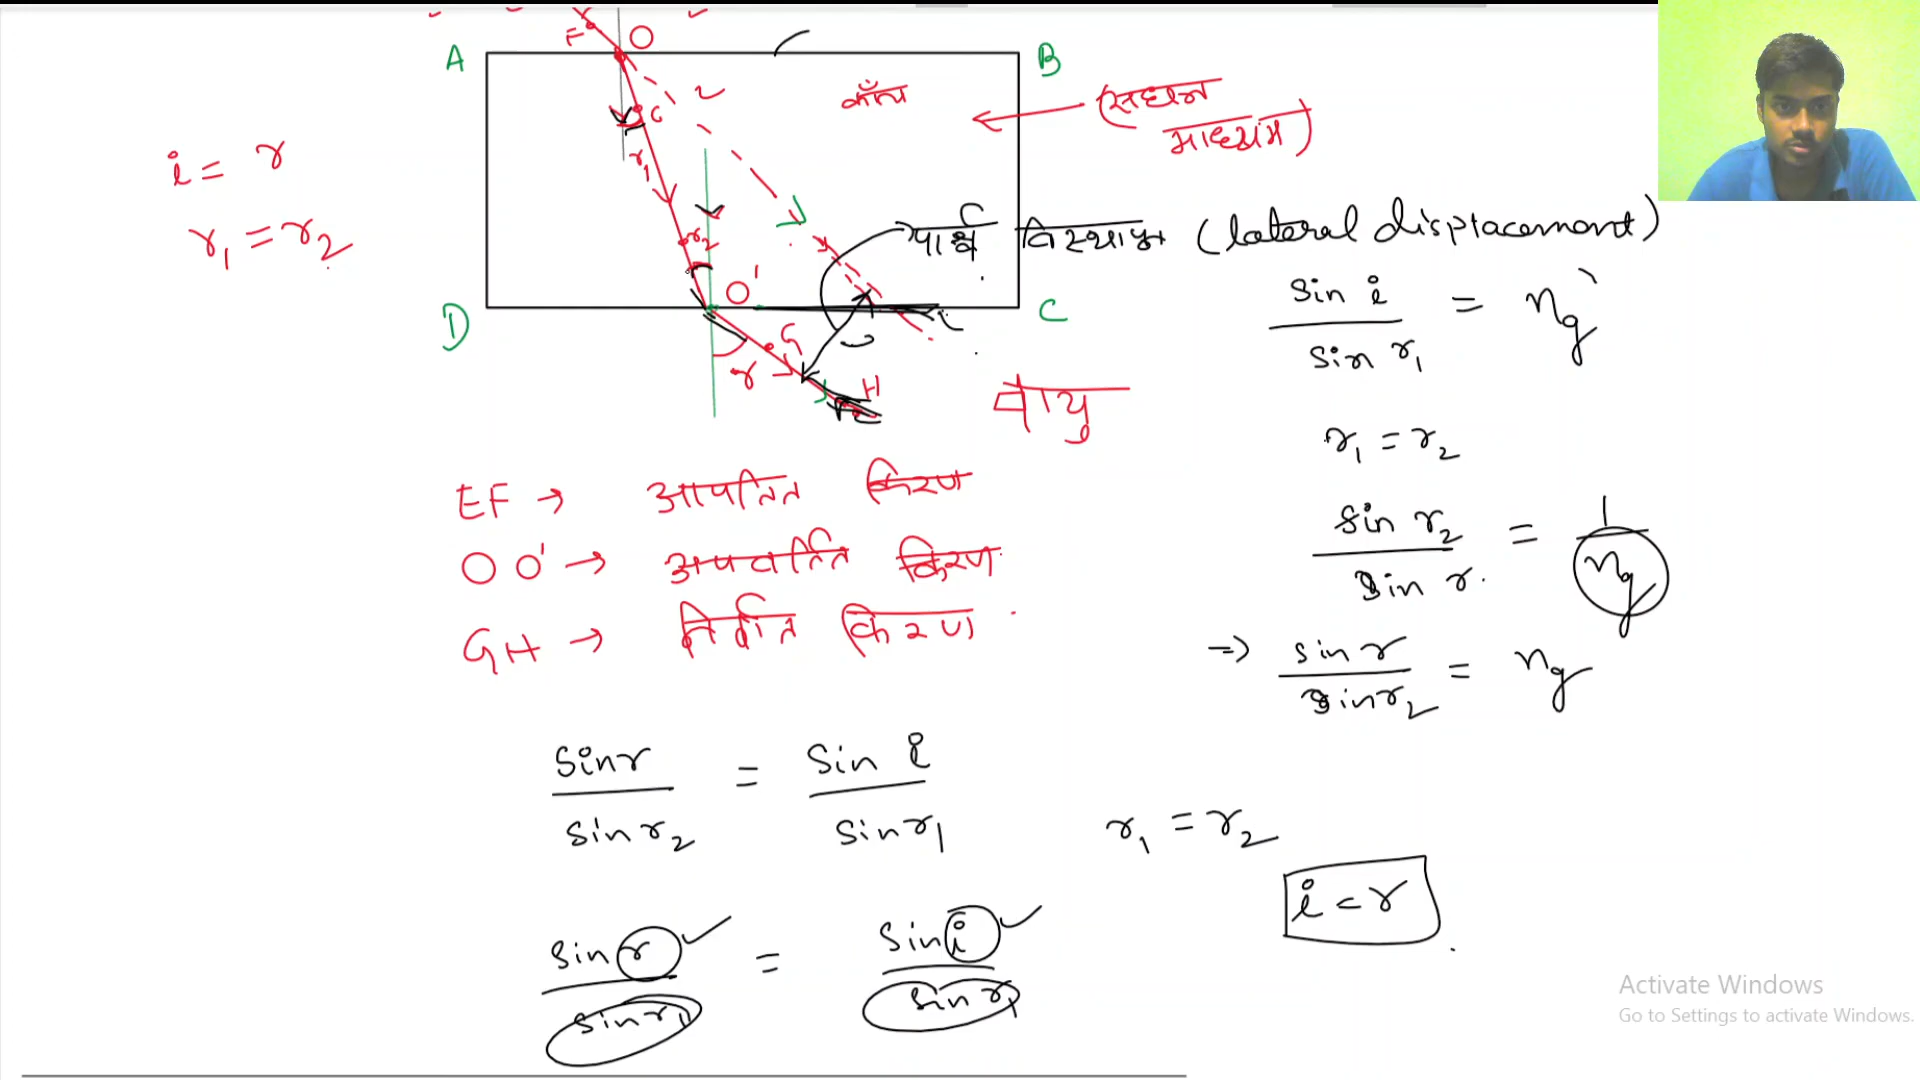 A
F
O
B
काँच
(सघन
माध्यम)
i = r
r₁
r₁ = r₂
r₂
पार्श्व विस्थापन (lateral displacement)
O'
D
C
G
r
H
वायु
sin i / sin r₁ = ng
r₁ = r₂
EF → आपतित किरण
sin r₂ / sin r = 1 / ng
OO' → अपवर्तित किरण
GH → निर्गत किरण
=> sin r / sin r₂ = ng
sin r / sin r₂ = sin i / sin r₁
r₁ = r₂
i = r
sin r / sin r₁ = sin i / sin r₁
Activate Windows
Go to Settings to activate Windows.